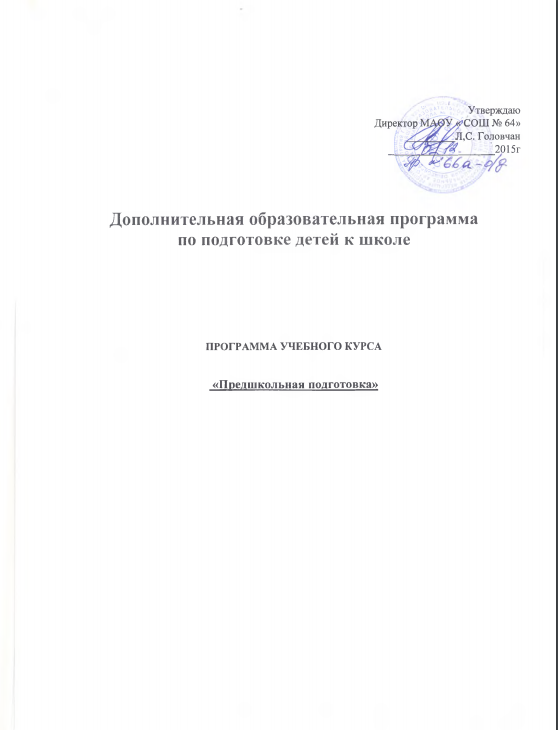 Утверждаю
Директор МАОУ « СОШ № 64»
Л,С. Головчан
2015г
№66а-о/д
Дополнительная образовательная программа
по подготовке детей к школе
ПРОГРАММА УЧЕБНОГО КУРСА
«Предшкольная подготовка»